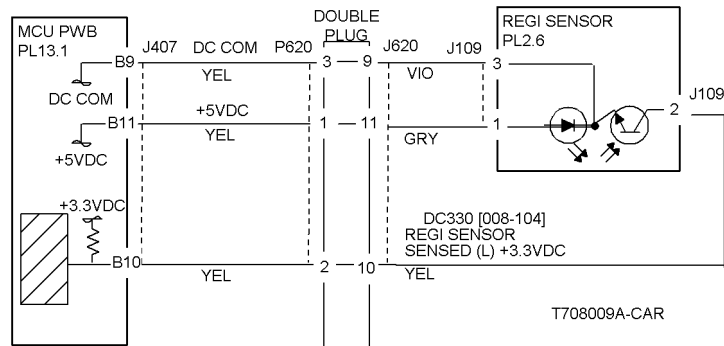 DOUBLE
PLUG
MCU PWB
PL13.1
REGI SENSOR
PL2.6
B9 J407 DC COM P620 3 9 J620 J109 3
YEL VIO
DC COM
J109
+5VDC
B11 1 11 1 2
YEL GRY
+5VDC
+3.3VDC
DC330 [008-104]
REGI SENSOR
SENSED (L) +3.3VDC
B10 2 10
YEL YEL
T708009A-CAR